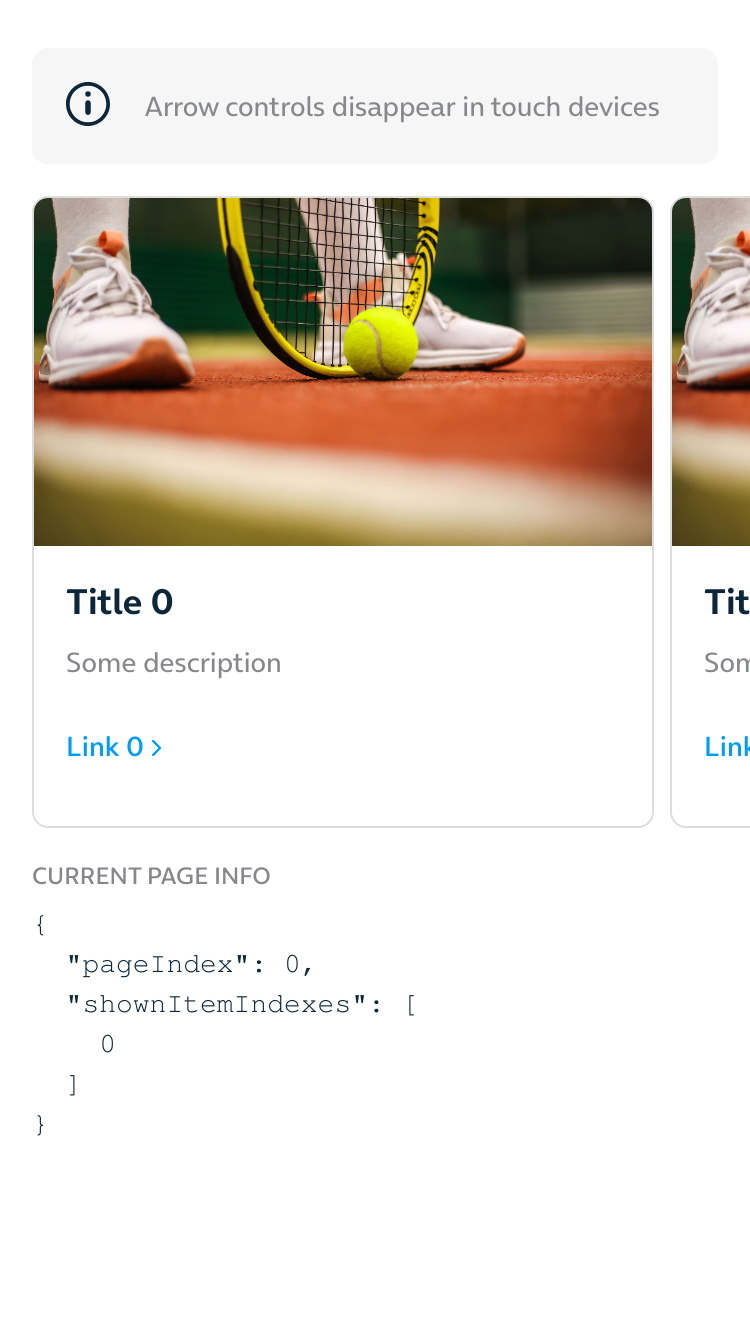 Arrow controls disappear in touch devices
Title 0
Tit
Some description
Som
Link 0
Link
CURRENT PAGE INFO
{
"pageIndex": 0,
"shownItemIndexes": [
0
]
}